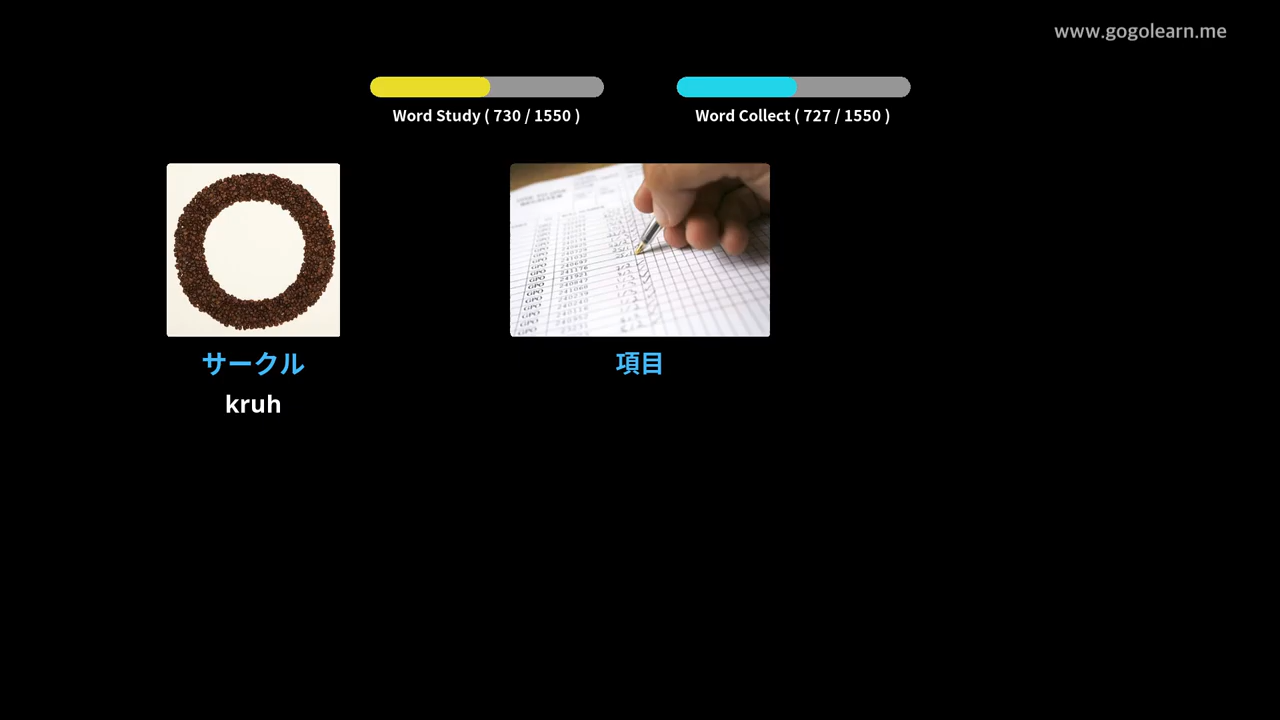 www.gogolearn.me
Word Study ( 730 / 1550 )
Word Collect ( 727 / 1550 )
サークル
項目
kruh